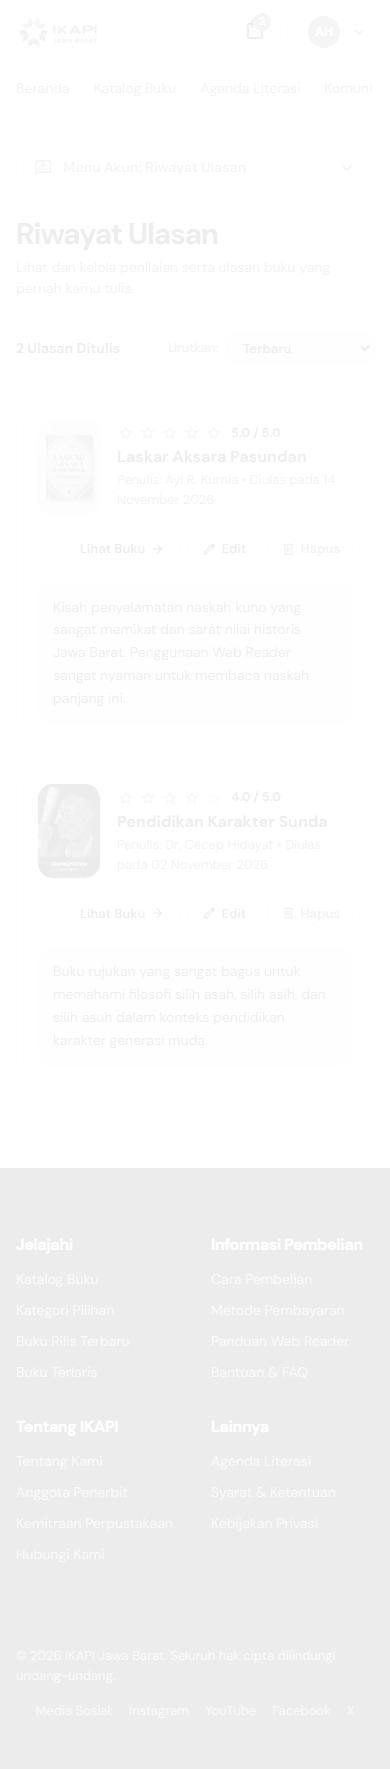 IKAPI
JAWA BARAT
2
AH
Beranda Katalog Buku Agenda Literasi Komuni
Menu Akun: Riwayat Ulasan
Riwayat Ulasan
Lihat dan kelola penilaian serta ulasan buku yang
pernah kamu tulis.
2 Ulasan Ditulis Urutkan: Terbaru
5.0 / 5.0
Laskar Aksara Pasundan
Penulis: Ayi R. Kurnia • Diulas pada 14
November 2026
Lihat Buku Edit Hapus
Kisah penyelamatan naskah kuno yang
sangat memikat dan sarat nilai historis
Jawa Barat. Penggunaan Web Reader
sangat nyaman untuk membaca naskah
panjang ini.
4.0 / 5.0
Pendidikan Karakter Sunda
Penulis: Dr. Cecep Hidayat • Diulas
pada 02 November 2026
Lihat Buku Edit Hapus
Buku rujukan yang sangat bagus untuk
memahami filosofi silih asah, silih asih, dan
silih asuh dalam konteks pendidikan
karakter generasi muda.
Jelajahi
Katalog Buku
Kategori Pilihan
Buku Rilis Terbaru
Buku Terlaris
Informasi Pembelian
Cara Pembelian
Metode Pembayaran
Panduan Web Reader
Bantuan & FAQ
Tentang IKAPI
Tentang Kami
Anggota Penerbit
Kemitraan Perpustakaan
Hubungi Kami
Lainnya
Agenda Literasi
Syarat & Ketentuan
Kebijakan Privasi
© 2026 IKAPI Jawa Barat. Seluruh hak cipta dilindungi
undang-undang.
Media Sosial Instagram YouTube Facebook X